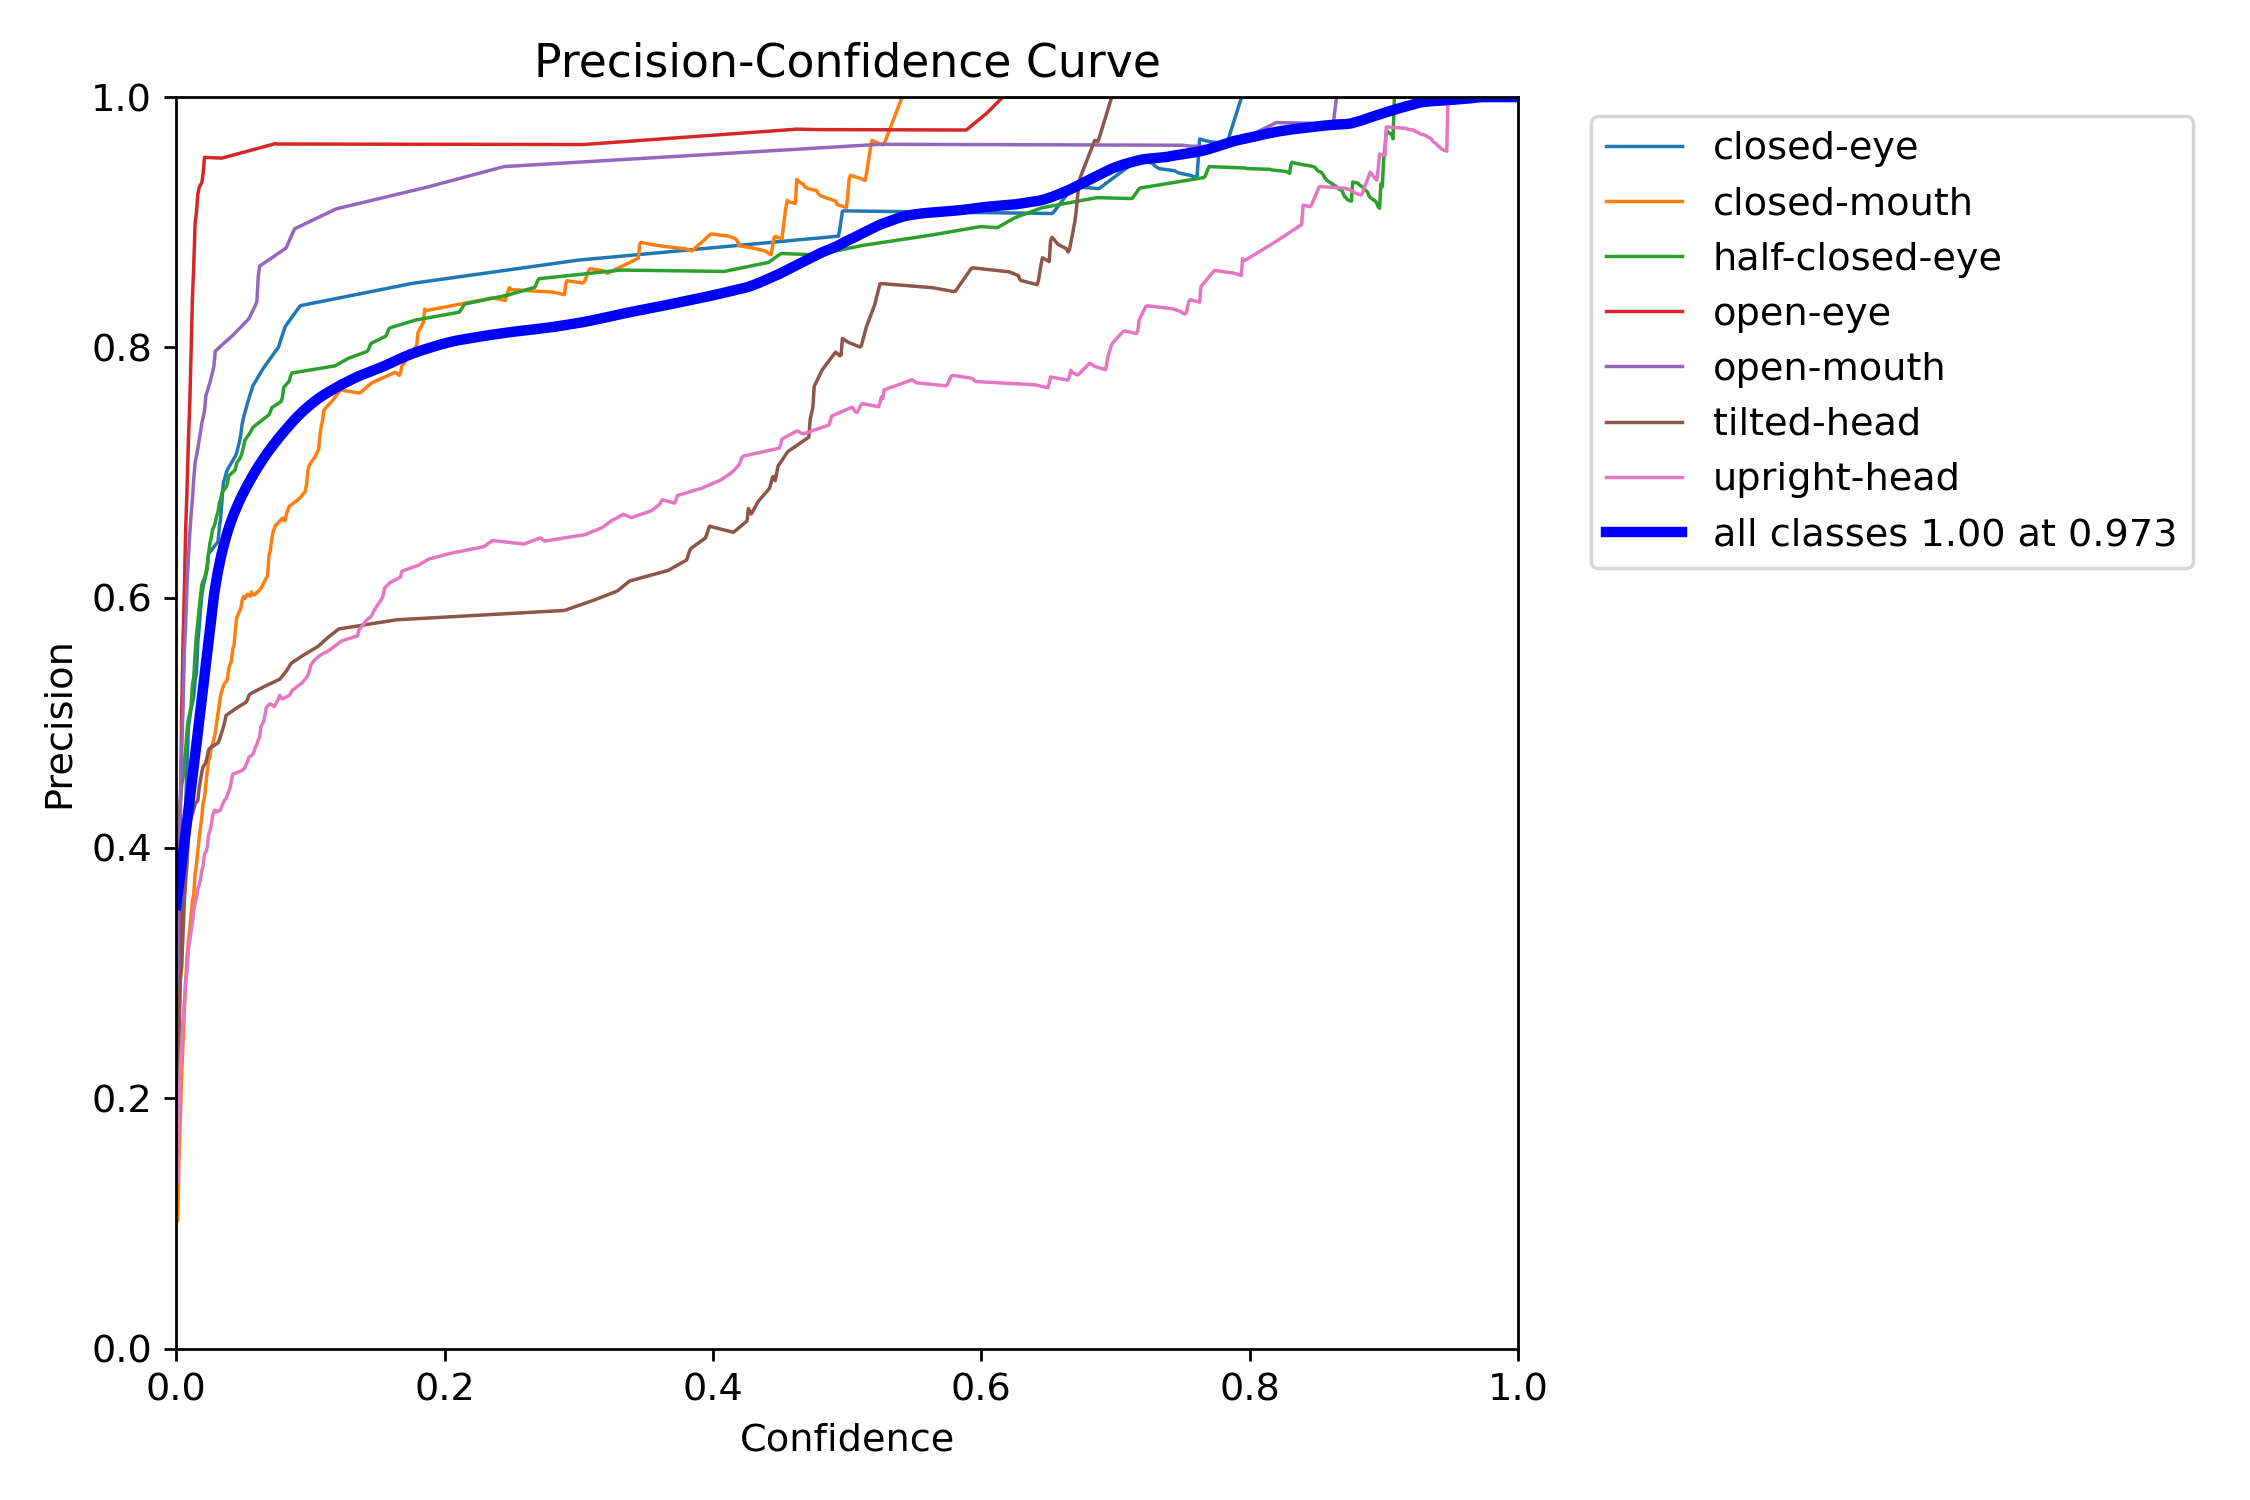 Precision-Confidence Curve
1.0
0.8
0.6
0.4
0.2
0.0
Precision
0.0 0.2 0.4 0.6 0.8 1.0
Confidence
closed-eye
closed-mouth
half-closed-eye
open-eye
open-mouth
tilted-head
upright-head
all classes 1.00 at 0.973